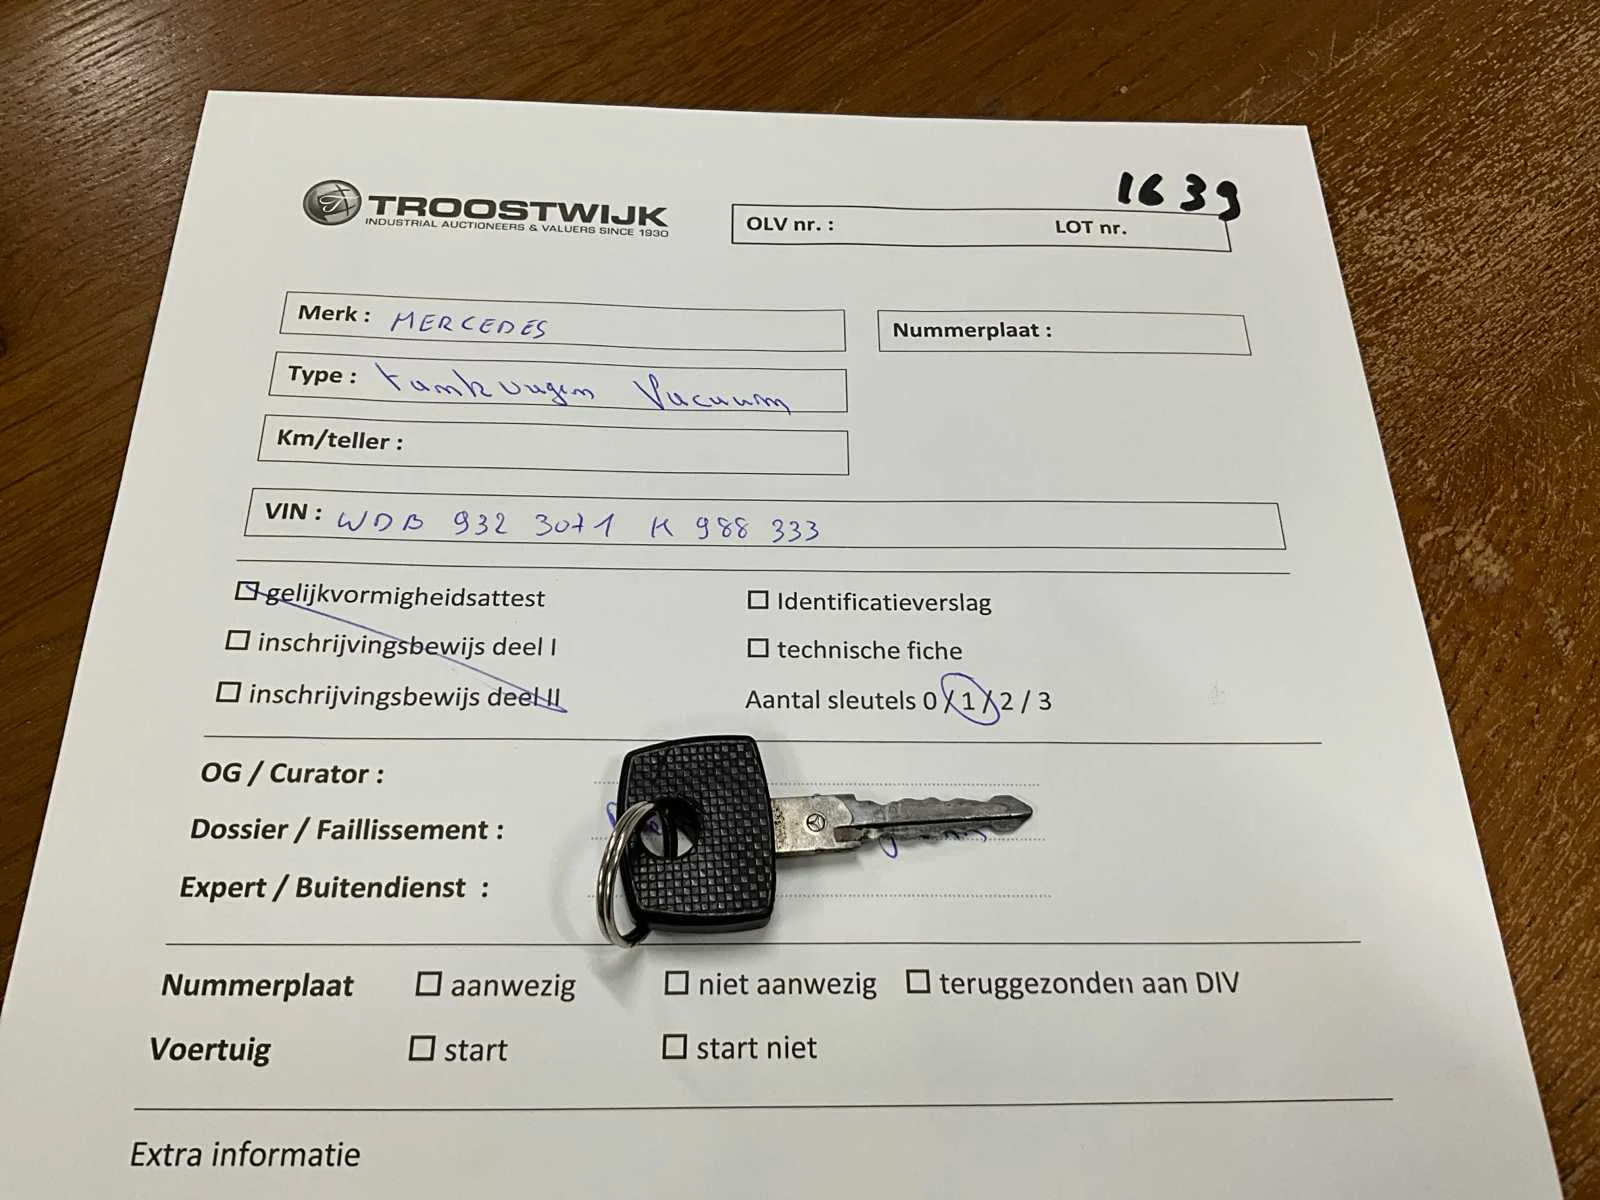 1639
TROOSTWIJK
INDUSTRIAL AUCTIONEERS & VALUERS SINCE 1930
OLV nr. : LOT nr.
Merk : MERCEDES
Nummerplaat :
Type : tankwagen Vacuum
Km/teller :
VIN : WDB 932 3071 K 988 333
gelijkvormigheidsattest
Identificatieverslag
inschrijvingsbewijs deel I
technische fiche
inschrijvingsbewijs deel II
Aantal sleutels 0 / 1 / 2 / 3
OG / Curator :
Dossier / Faillissement :
Expert / Buitendienst :
Nummerplaat aanwezig niet aanwezig teruggezonden aan DIV
Voertuig start start niet
Extra informatie